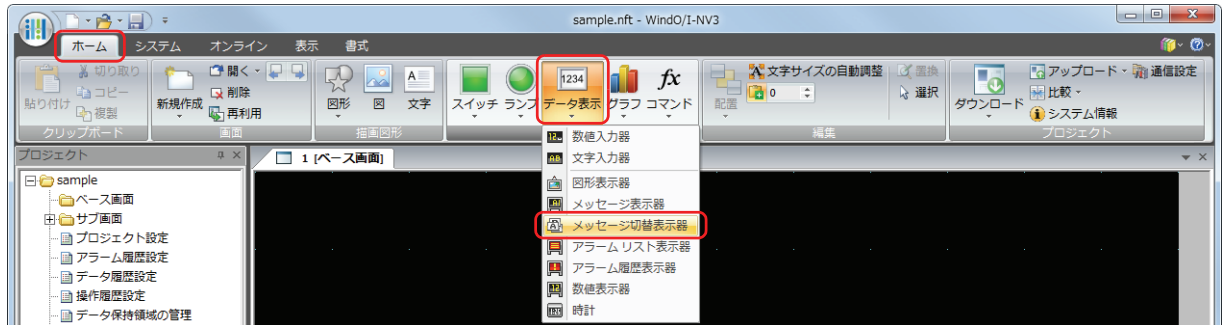 sample.nft - WindO/I-NV3
ホーム システム オンライン 表示 書式
切り取り 開く 文字サイズの自動調整 置換 アップロード 通信設定
コピー 削除 0 選択 比較
貼り付け 複製 新規作成 再利用 図形 図 文字 スイッチ ランプ データ表示 グラフ コマンド 配置 ダウンロード システム情報
1234 fx A
クリップボード 画面 描画図形 編集 プロジェクト
プロジェクト 1 [ベース画面]
sample
ベース画面
サブ画面
プロジェクト設定
アラーム履歴設定
データ履歴設定
操作履歴設定
データ保持領域の管理
数値入力器
文字入力器
図形表示器
メッセージ表示器
メッセージ切替表示器
アラーム リスト表示器
アラーム履歴表示器
数値表示器
時計